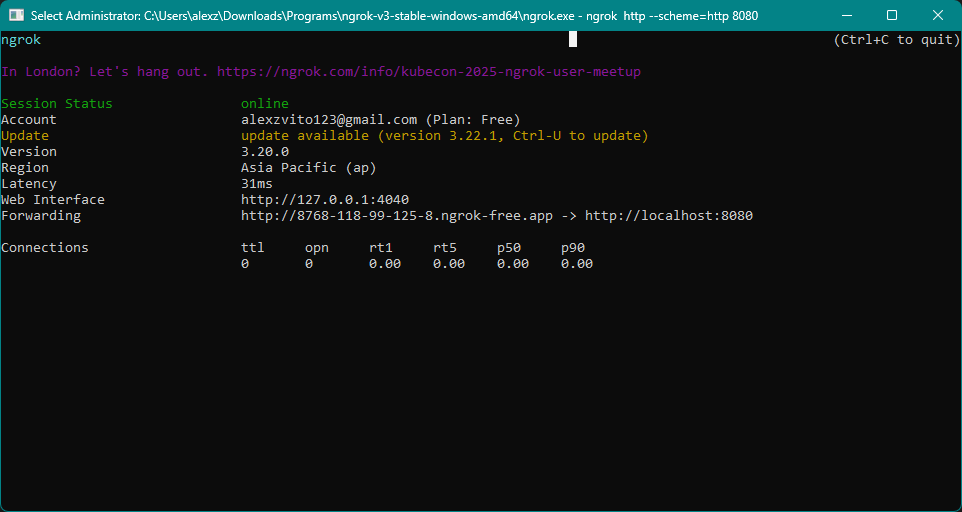 Select Administrator: C:\Users\alexz\Downloads\Programs\ngrok-v3-stable-windows-amd64\ngrok.exe - ngrok  http --scheme=http 8080
ngrok (Ctrl+C to quit)
In London? Let's hang out. https://ngrok.com/info/kubecon-2025-ngrok-user-meetup
Session Status online
Account alexzvito123@gmail.com (Plan: Free)
Update update available (version 3.22.1, Ctrl-U to update)
Version 3.20.0
Region Asia Pacific (ap)
Latency 31ms
Web Interface http://127.0.0.1:4040
Forwarding http://8768-118-99-125-8.ngrok-free.app -> http://localhost:8080
Connections ttl opn rt1 rt5 p50 p90
0 0 0.00 0.00 0.00 0.00